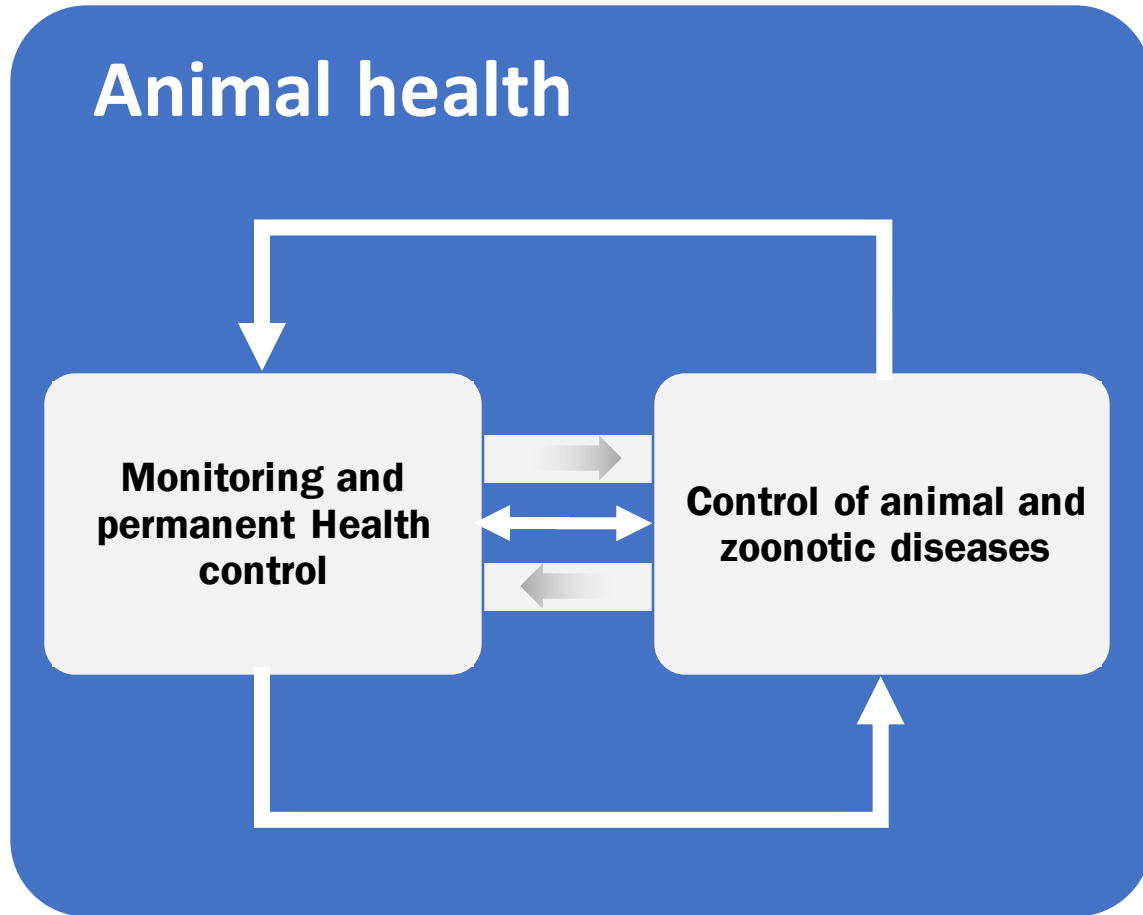 Animal health
Monitoring and
permanent Health
control
Control of animal and
zoonotic diseases